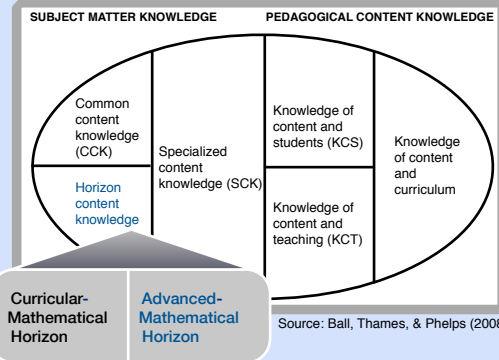 SUBJECT MATTER KNOWLEDGE
PEDAGOGICAL CONTENT KNOWLEDGE
Common
content
knowledge
(CCK)
Horizon
content
knowledge
Specialized
content
knowledge (SCK)
Knowledge of
content and
students (KCS)
Knowledge of
content and
teaching (KCT)
Knowledge
of content
and
curriculum
Curricular-
Mathematical
Horizon
Advanced-
Mathematical
Horizon
Source: Ball, Thames, & Phelps (2008